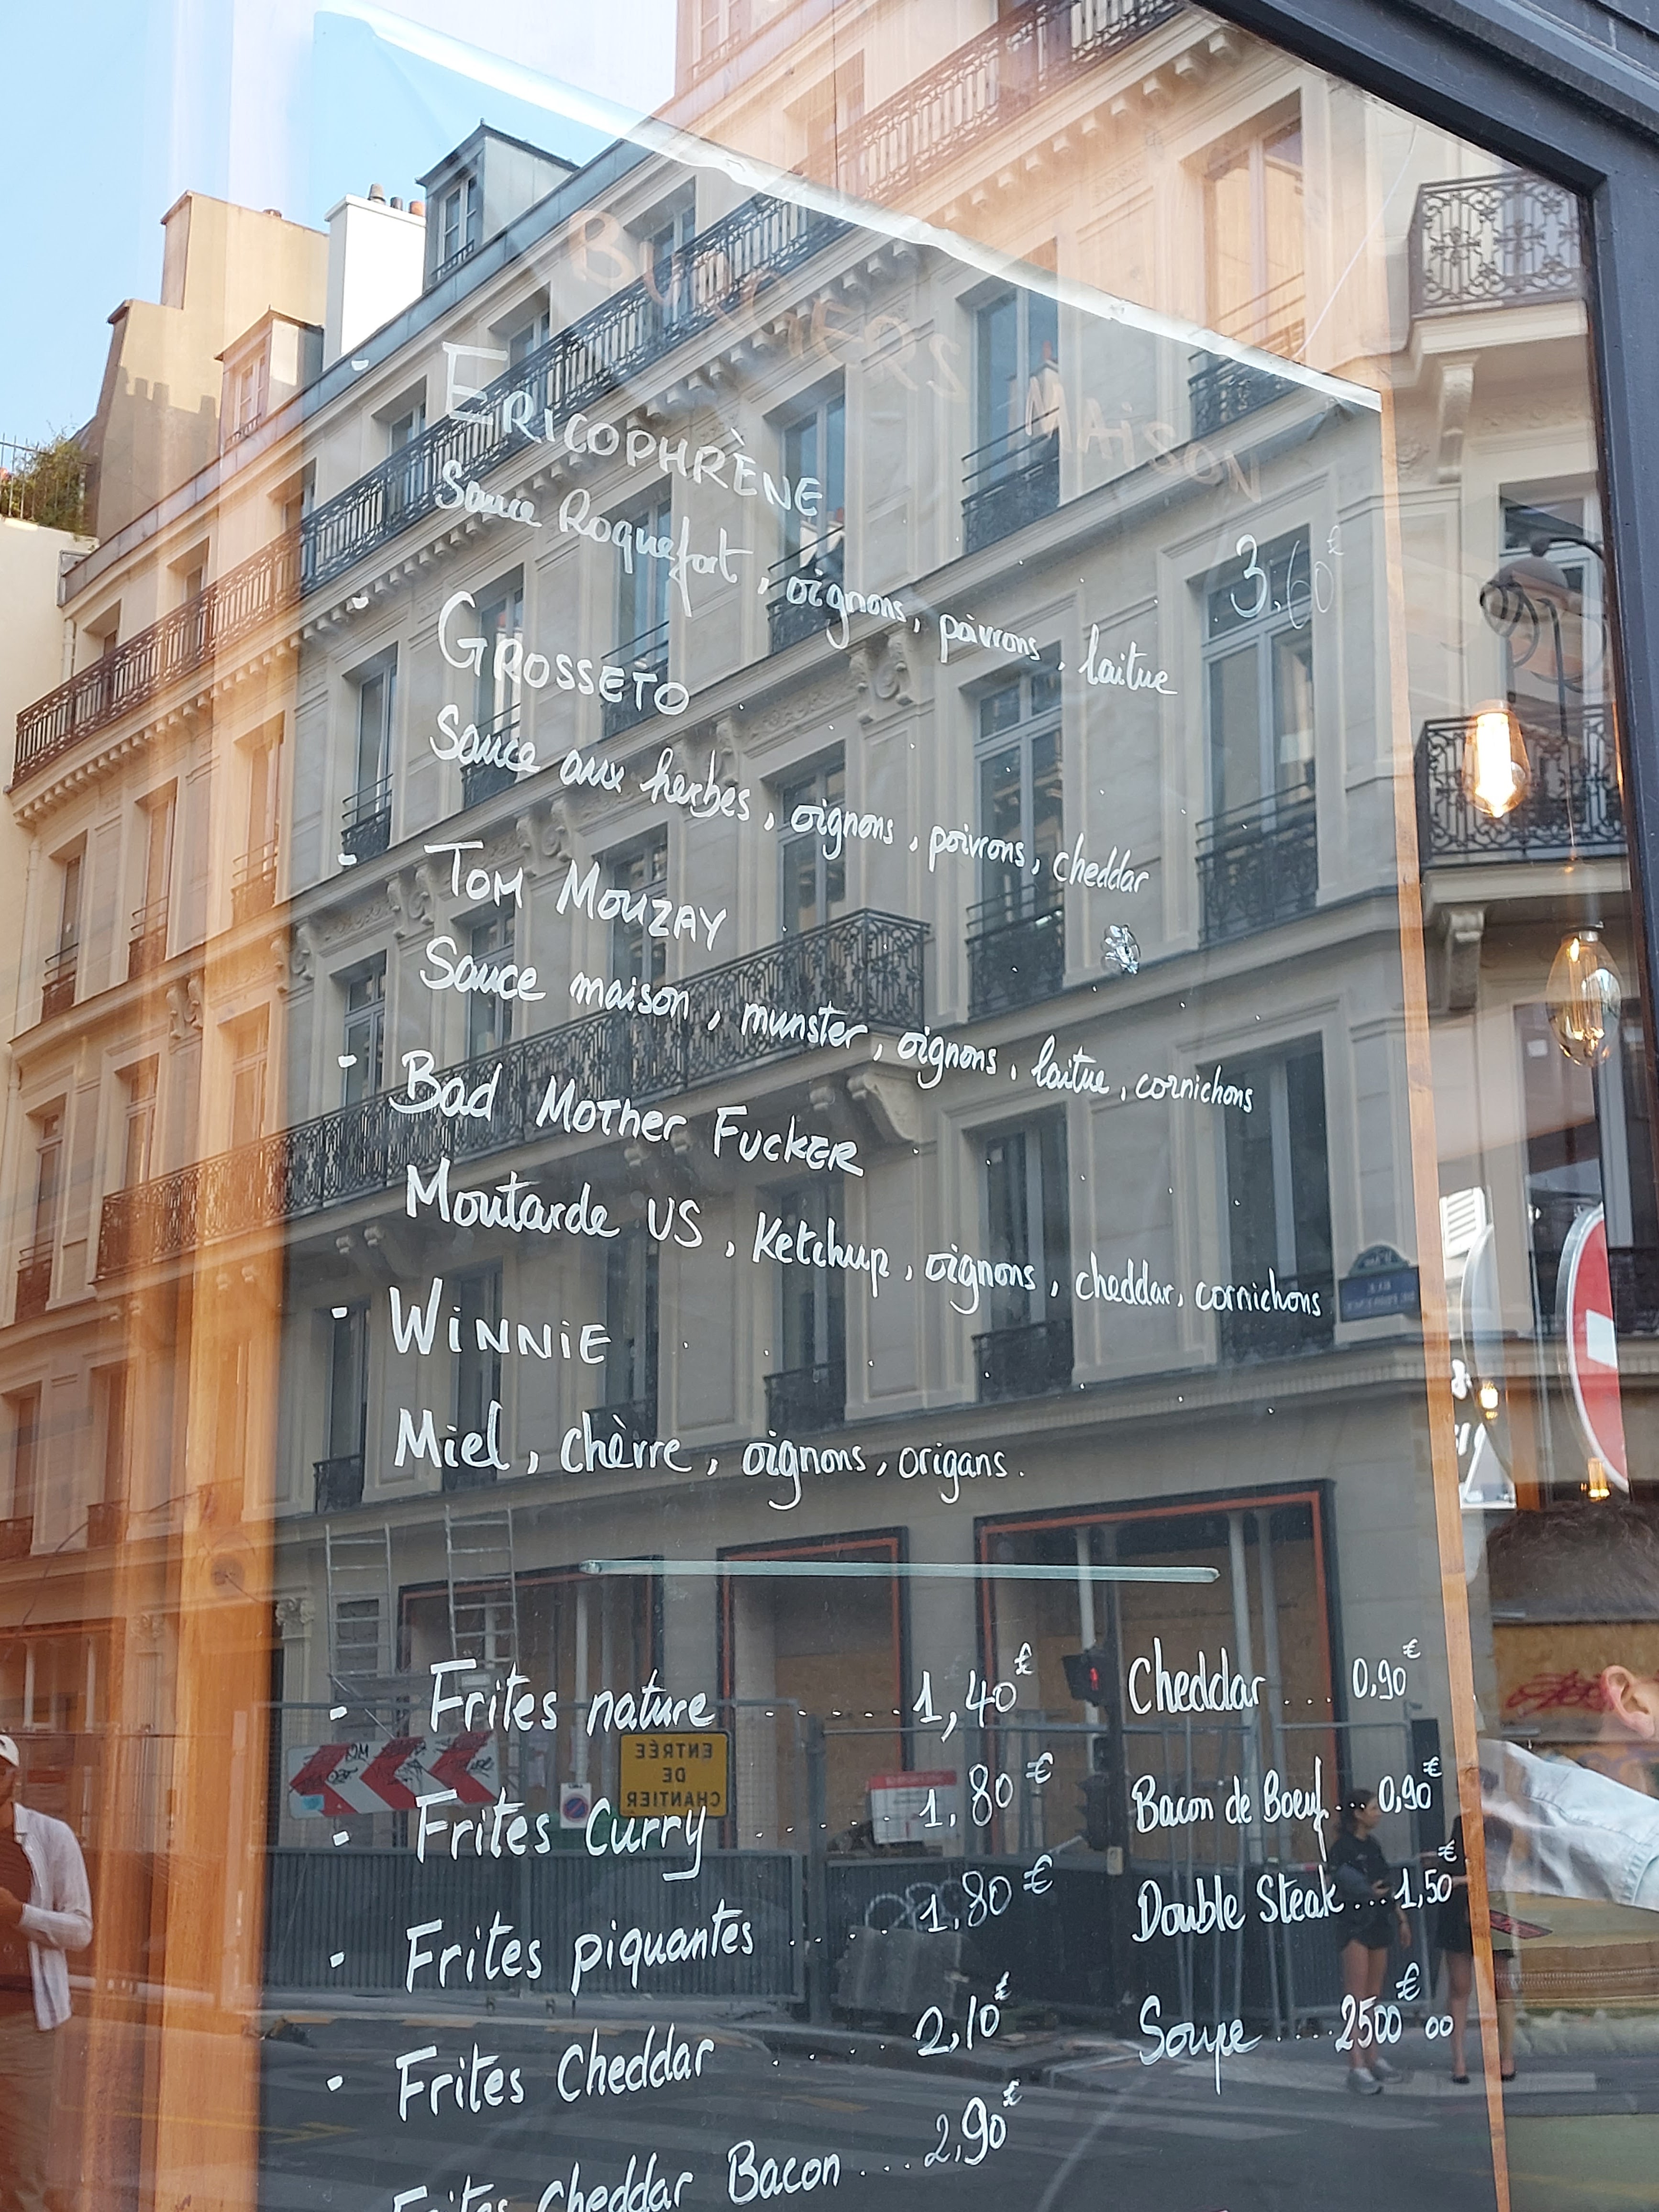 BURGERS MAISON
- ERICOPHRÈNE
3.60€
Sauce Roquefort, oignons, poivrons, laitue
- GROSSETO
Sauce aux herbes, oignons, poivrons, cheddar
- TOM MOUZAY
Sauce maison, munster, oignons, laitue, cornichons
- Bad MoTher FucKER
Moutarde US, Ketchup, oignons, cheddar, cornichons
- WiNNiE
Miel, chèvre, oignons, origans.
- Frites nature ...... 1,40€
- Frites Curry ...... 1,80€
- Frites piquantes .... 1,80€
- Frites Cheddar ..... 2,10€
Frites Cheddar Bacon ... 2,90€
Cheddar ... 0,90€
Bacon de Boeuf ... 0,90€
Double Steak ... 1,50€
Soupe .... 2500€ 00
ENTRÉE
DE
CHANTIER
RUE
DE PROVENCE